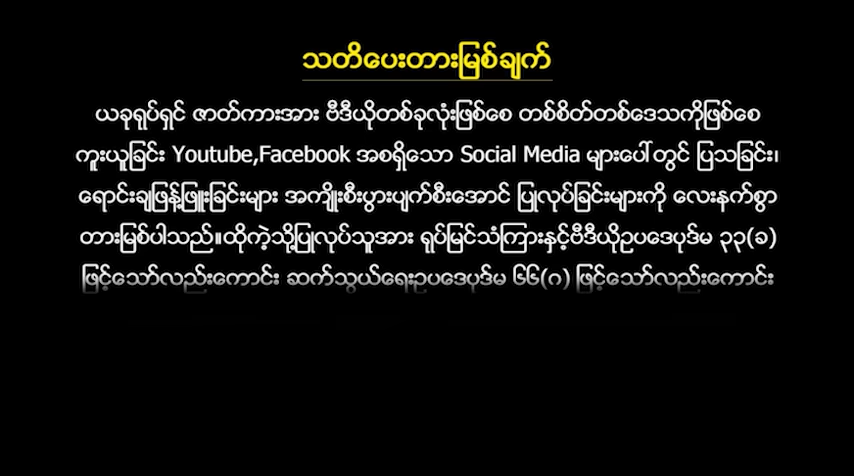 သတိပေးတားမြစ်ချက်
ယခုရုပ်ရှင် ဇာတ်ကားအား ဗီဒီယိုတစ်ခုလုံးဖြစ်စေ တစ်စိတ်တစ်ဒေသကိုဖြစ်စေ
ကူးယူခြင်း Youtube,Facebook အစရှိသော Social Media များပေါ်တွင် ပြသခြင်း၊
ရောင်းချဖြန့်ဖြူးခြင်းများ အကျိုးစီးပွားပျက်စီးအောင် ပြုလုပ်ခြင်းများကို လေးနက်စွာ
တားမြစ်ပါသည်။ထိုကဲ့သို့ပြုလုပ်သူအား ရုပ်မြင်သံကြားနှင့်ဗီဒီယိုဥပဒေပုဒ်မ ၃၃(ခ)
ဖြင့်သော်လည်းကောင်း ဆက်သွယ်ရေးဥပဒေပုဒ်မ ၆၆(ဂ) ဖြင့်သော်လည်းကောင်း